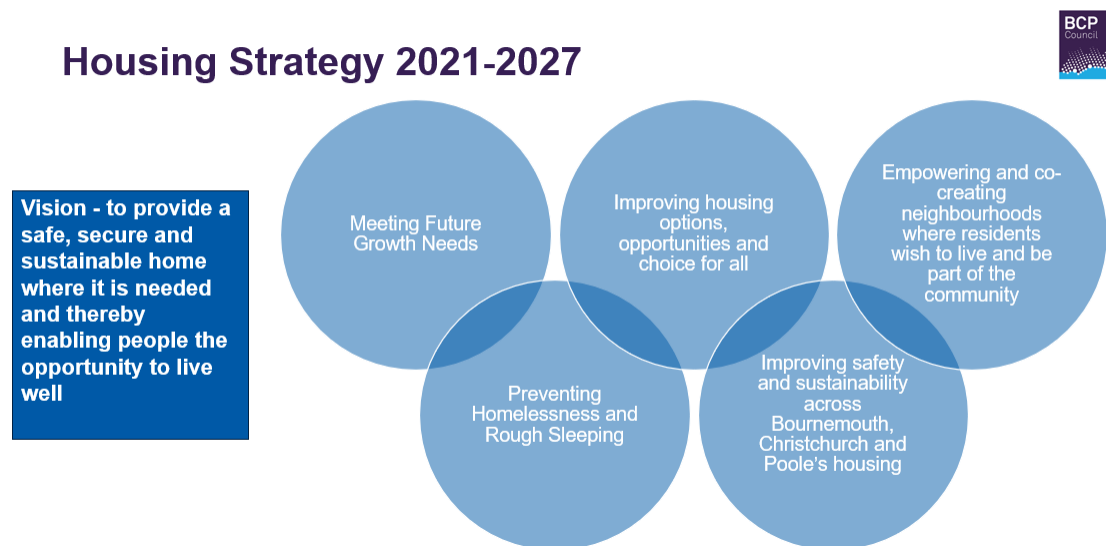 BCP
Council
Housing Strategy 2021-2027
Vision - to provide a
safe, secure and
sustainable home
where it is needed
and thereby
enabling people the
opportunity to live
well
Meeting Future
Growth Needs
Improving housing
options,
opportunities and
choice for all
Empowering and co-
creating
neighbourhoods
where residents
wish to live and be
part of the
community
Preventing
Homelessness and
Rough Sleeping
Improving safety
and sustainability
across
Bournemouth,
Christchurch and
Poole's housing